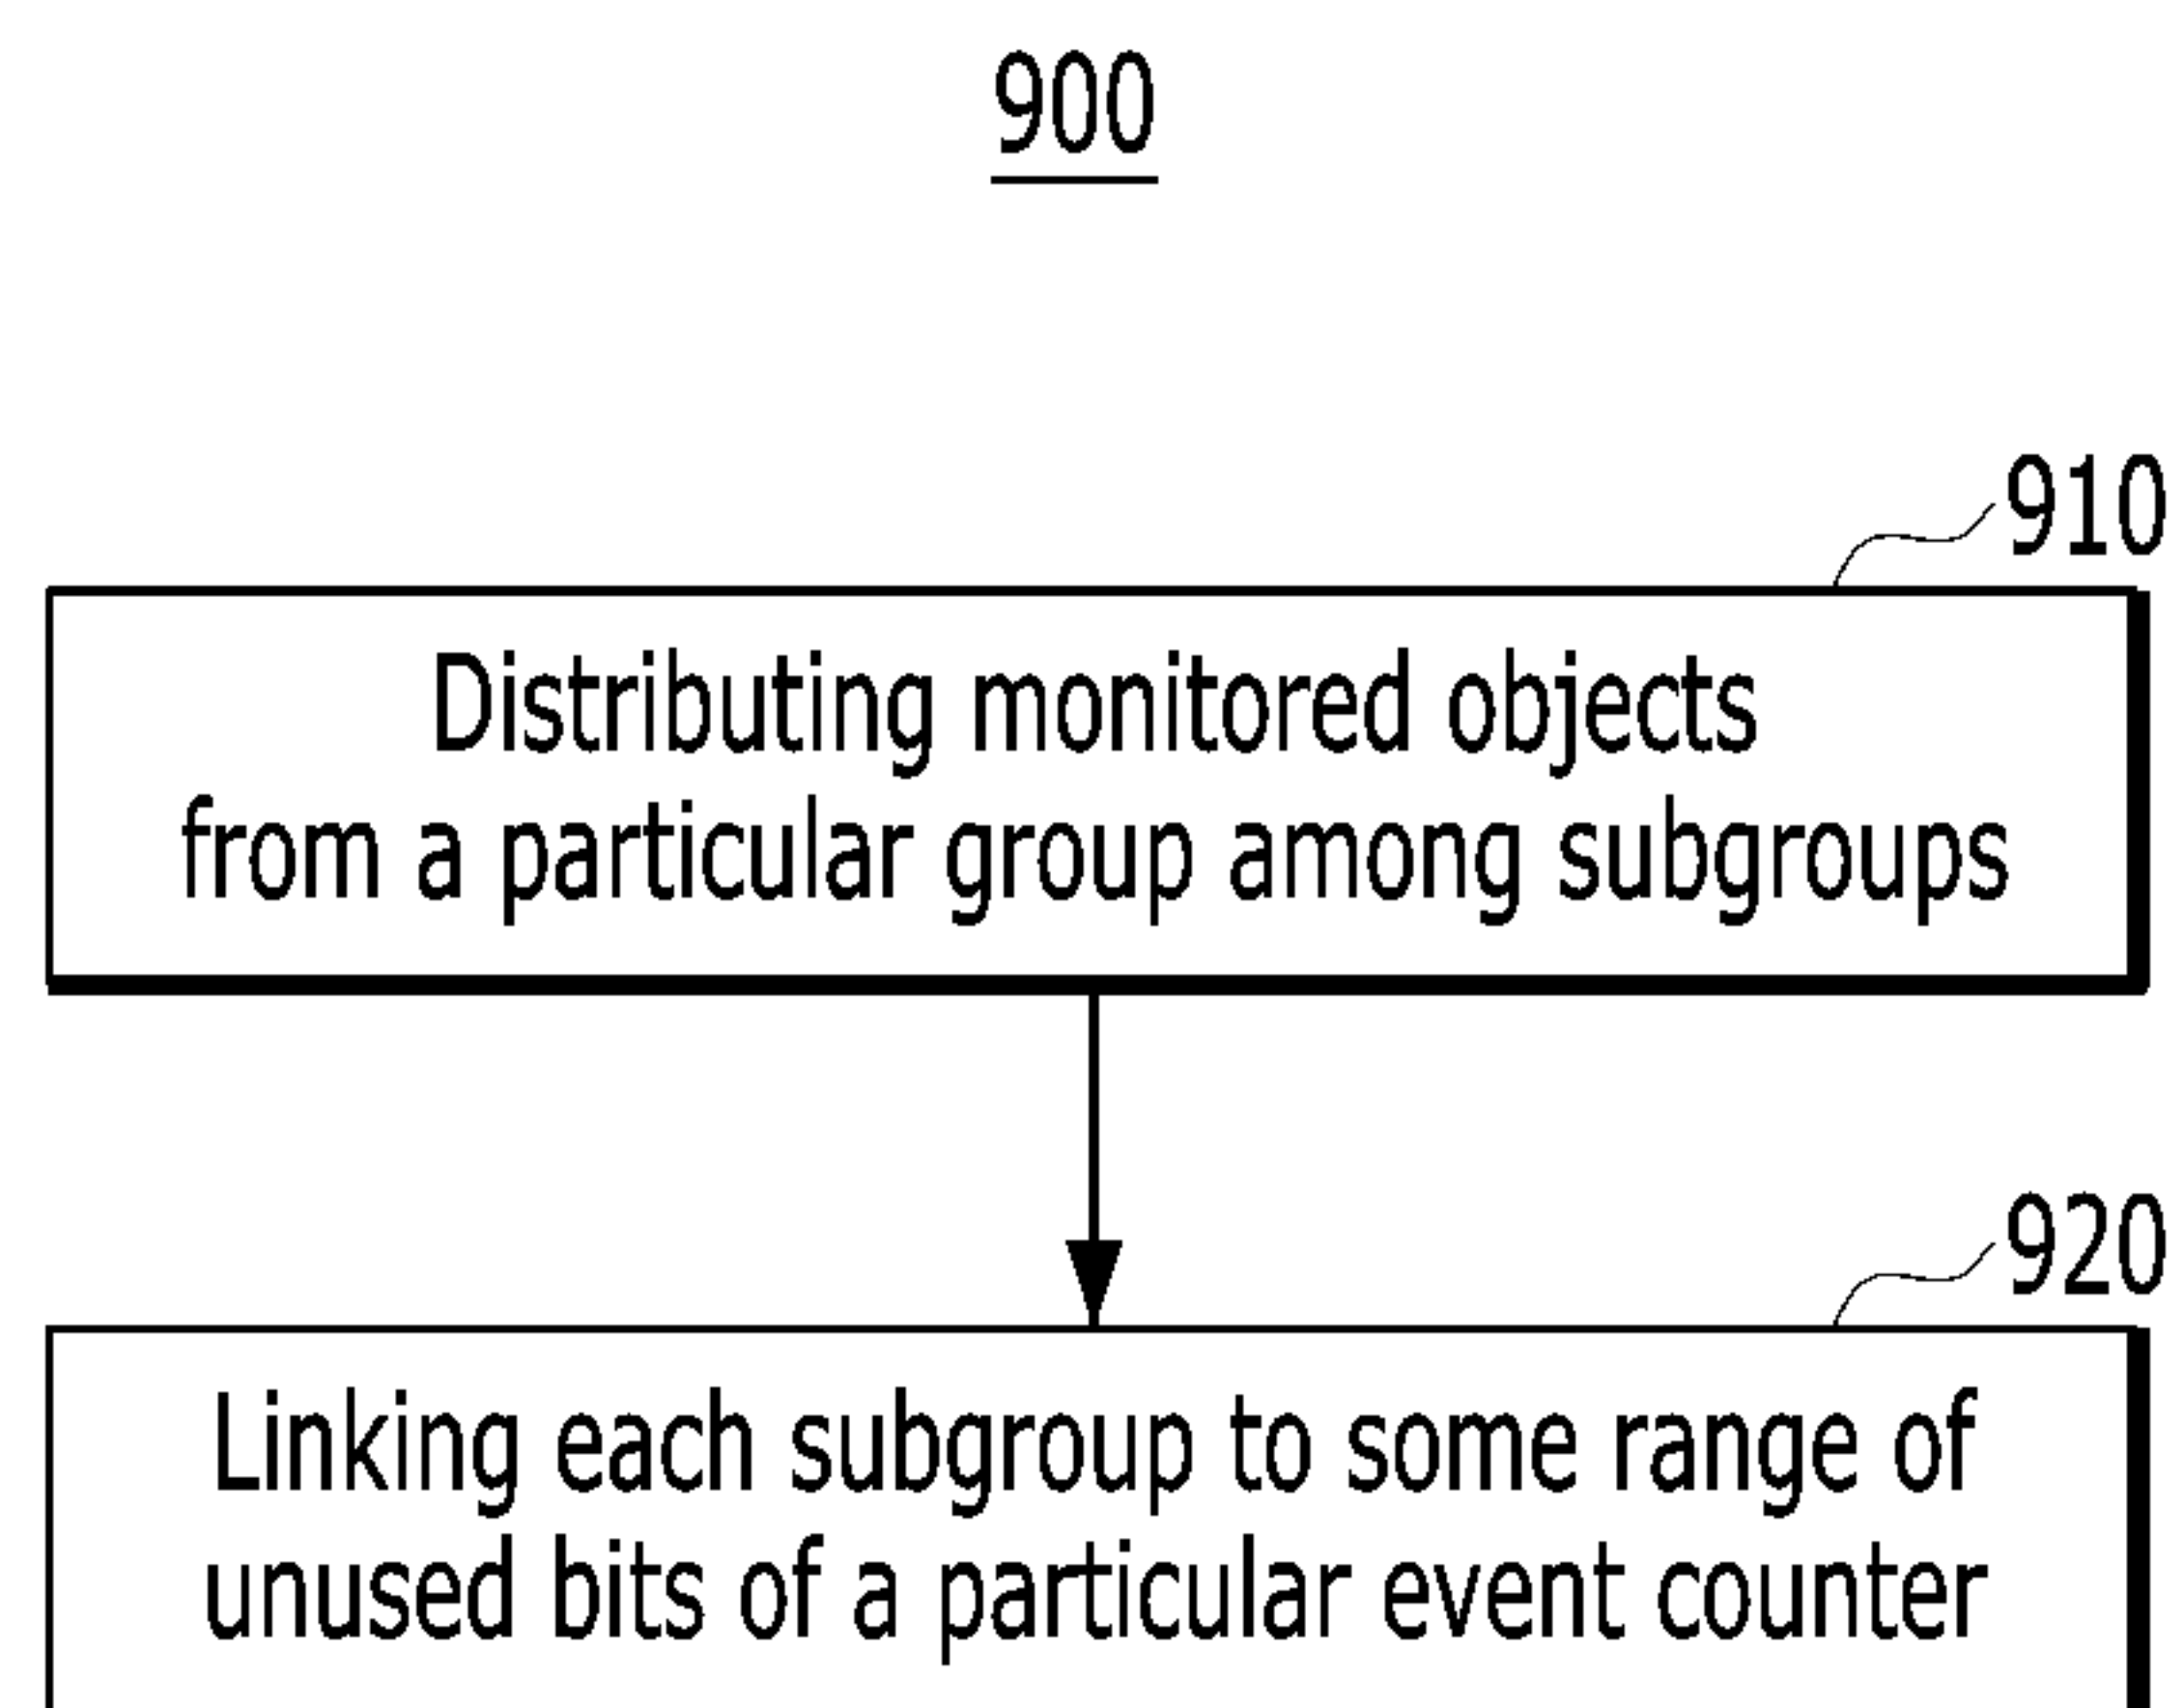 900
910
Distributing monitored objects
from a particular group among subgroups
920
Linking each subgroup to some range of
unused bits of a particular event counter